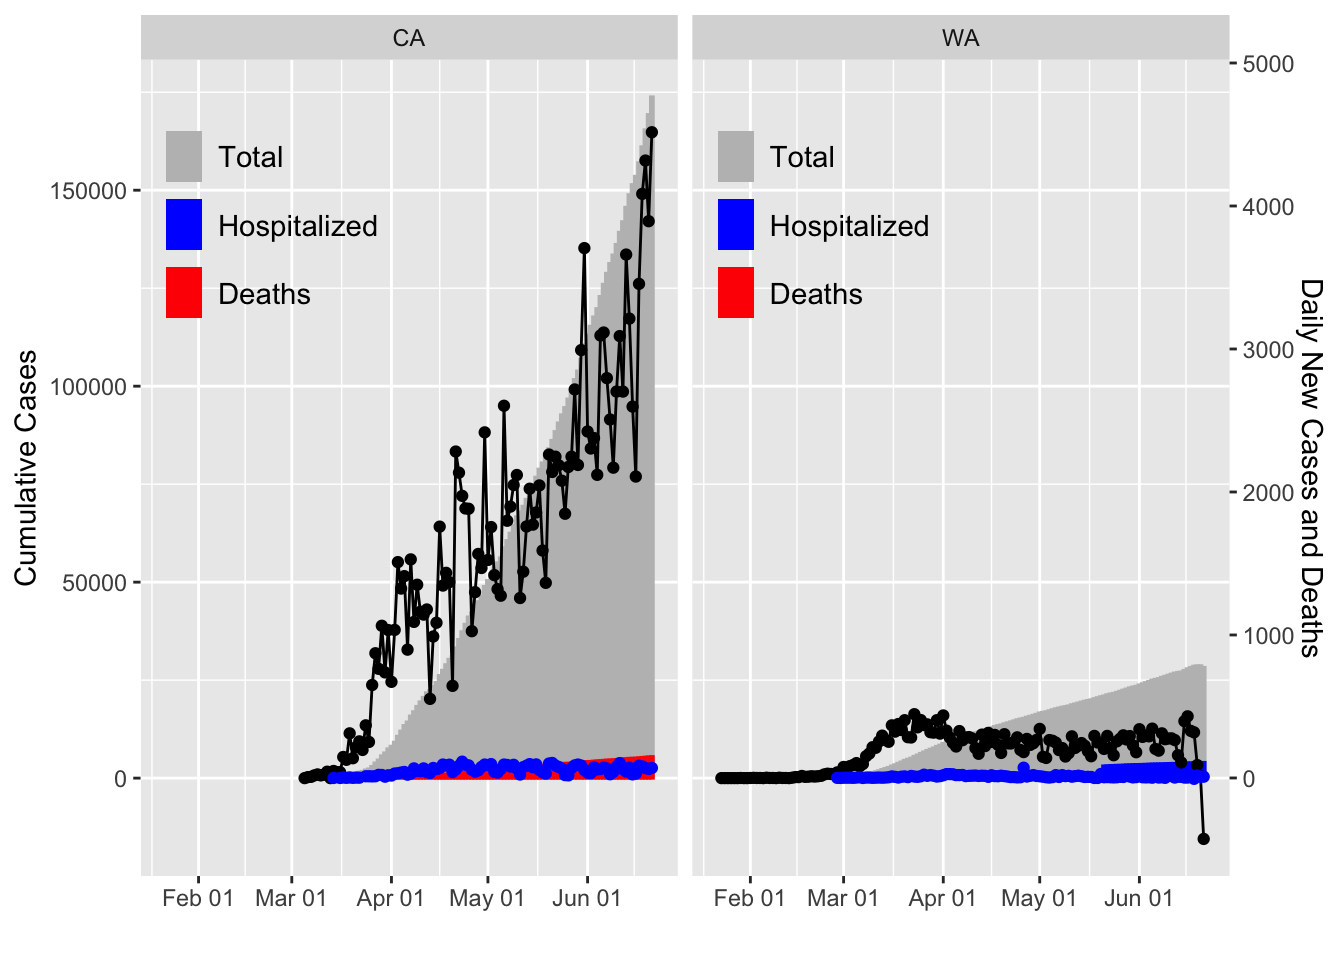 CA
WA
Total
Hospitalized
Deaths
Total
Hospitalized
Deaths
Cumulative Cases
150000
100000
50000
0
5000
4000
3000
2000
1000
0
Daily New Cases and Deaths
Feb 01 Mar 01 Apr 01 May 01 Jun 01
Feb 01 Mar 01 Apr 01 May 01 Jun 01